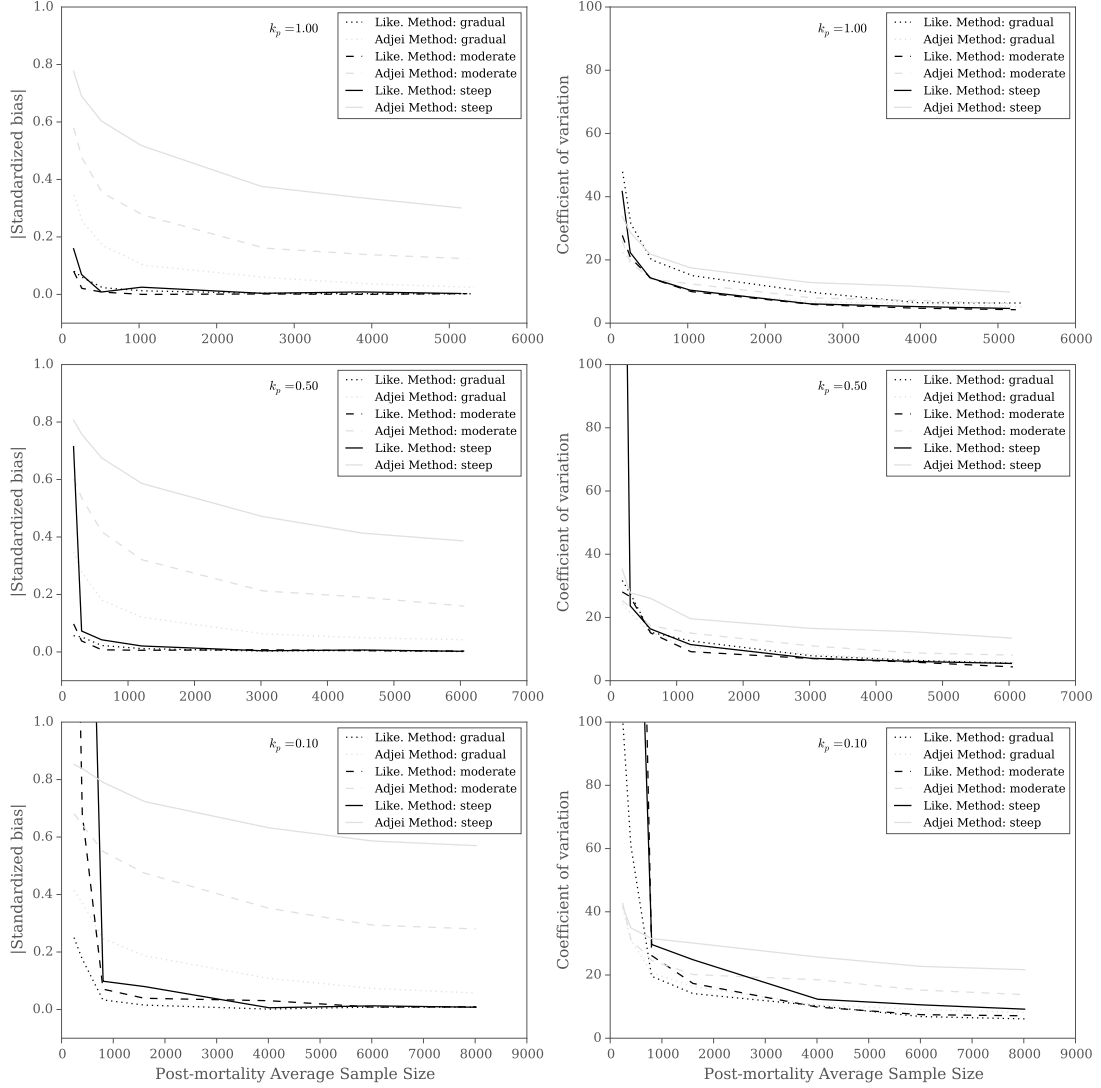 1.0
0.8
0.6
0.4
0.2
0.0
|Standardized bias|
0 1000 2000 3000 4000 5000 6000
k_p =1.00
Like. Method: gradual
Adjei Method: gradual
Like. Method: moderate
Adjei Method: moderate
Like. Method: steep
Adjei Method: steep
100
80
60
40
20
0
Coefficient of variation
0 1000 2000 3000 4000 5000 6000
k_p =1.00
Like. Method: gradual
Adjei Method: gradual
Like. Method: moderate
Adjei Method: moderate
Like. Method: steep
Adjei Method: steep
1.0
0.8
0.6
0.4
0.2
0.0
|Standardized bias|
0 1000 2000 3000 4000 5000 6000 7000
k_p =0.50
Like. Method: gradual
Adjei Method: gradual
Like. Method: moderate
Adjei Method: moderate
Like. Method: steep
Adjei Method: steep
100
80
60
40
20
0
Coefficient of variation
0 1000 2000 3000 4000 5000 6000 7000
k_p =0.50
Like. Method: gradual
Adjei Method: gradual
Like. Method: moderate
Adjei Method: moderate
Like. Method: steep
Adjei Method: steep
1.0
0.8
0.6
0.4
0.2
0.0
|Standardized bias|
0 1000 2000 3000 4000 5000 6000 7000 8000 9000
Post-mortality Average Sample Size
k_p =0.10
Like. Method: gradual
Adjei Method: gradual
Like. Method: moderate
Adjei Method: moderate
Like. Method: steep
Adjei Method: steep
100
80
60
40
20
0
Coefficient of variation
0 1000 2000 3000 4000 5000 6000 7000 8000 9000
Post-mortality Average Sample Size
k_p =0.10
Like. Method: gradual
Adjei Method: gradual
Like. Method: moderate
Adjei Method: moderate
Like. Method: steep
Adjei Method: steep